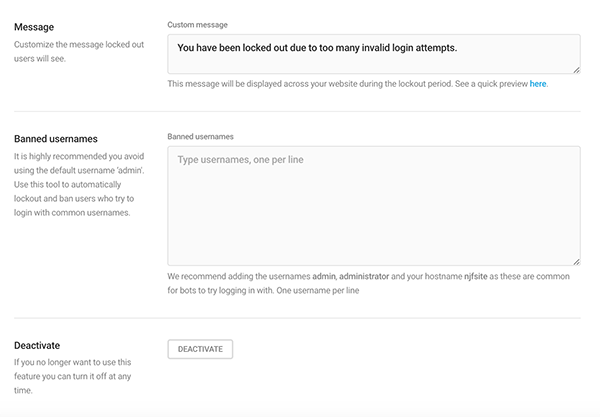 Message
Customize the message locked out
users will see.
Custom message
You have been locked out due to too many invalid login attempts.
This message will be displayed across your website during the lockout period. See a quick preview here.
Banned usernames
It is highly recommended you avoid
using the default username 'admin'.
Use this tool to automatically
lockout and ban users who try to
login with common usernames.
Banned usernames
Type usernames, one per line
We recommend adding the usernames admin, administrator and your hostname njfsite as these are common
for bots to try logging in with. One username per line
Deactivate
If you no longer want to use this
feature you can turn it off at any
time.
DEACTIVATE